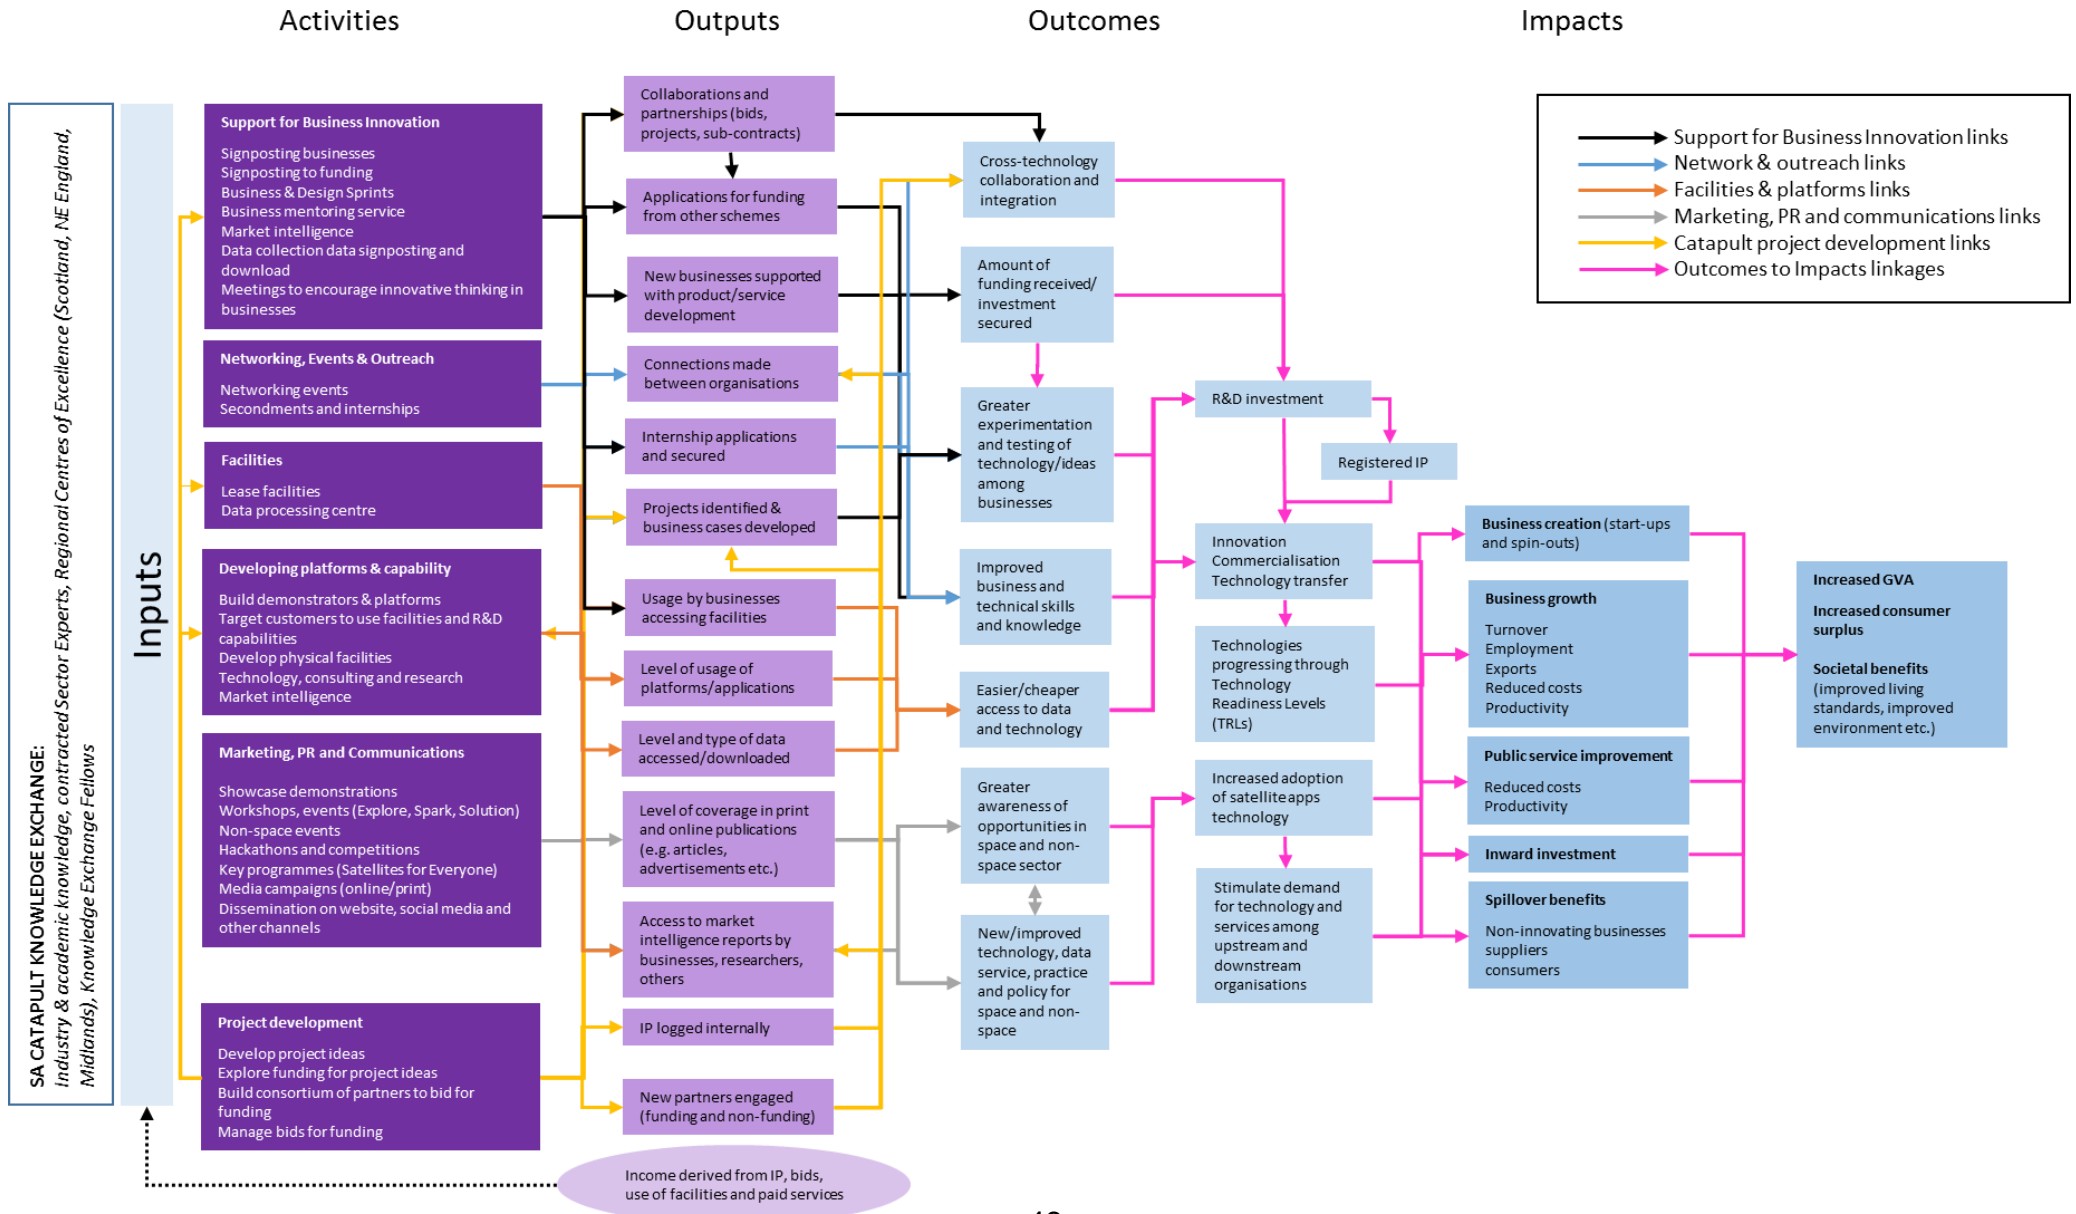 Activities
Outputs
Outcomes
Impacts
SA CATAPULT KNOWLEDGE EXCHANGE:
Industry & academic knowledge, contracted Sector Experts, Regional Centres of Excellence (Scotland, NE England,
Midlands), Knowledge Exchange Fellows
Inputs
Support for Business Innovation
Signposting businesses
Signposting to funding
Business & Design Sprints
Business mentoring service
Market intelligence
Data collection data signposting and
download
Meetings to encourage innovative thinking in
businesses
Networking, Events & Outreach
Networking events
Secondments and internships
Facilities
Lease facilities
Data processing centre
Developing platforms & capability
Build demonstrators & platforms
Target customers to use facilities and R&D
capabilities
Develop physical facilities
Technology, consulting and research
Market intelligence
Marketing, PR and Communications
Showcase demonstrations
Workshops, events (Explore, Spark, Solution)
Non-space events
Hackathons and competitions
Key programmes (Satellites for Everyone)
Media campaigns (online/print)
Dissemination on website, social media and
other channels
Project development
Develop project ideas
Explore funding for project ideas
Build consortium of partners to bid for
funding
Manage bids for funding
Collaborations and
partnerships (bids,
projects, sub-contracts)
Applications for funding
from other schemes
New businesses supported
with product/service
development
Connections made
between organisations
Internship applications
and secured
Projects identified &
business cases developed
Usage by businesses
accessing facilities
Level of usage of
platforms/applications
Level and type of data
accessed/downloaded
Level of coverage in print
and online publications
(e.g. articles,
advertisements etc.)
Access to market
intelligence reports by
businesses, researchers,
others
IP logged internally
New partners engaged
(funding and non-funding)
Income derived from IP, bids,
use of facilities and paid services
Cross-technology
collaboration and
integration
Amount of
funding received/
investment
secured
Greater
experimentation
and testing of
technology/ideas
among
businesses
Improved
business and
technical skills
and knowledge
Easier/cheaper
access to data
and technology
Greater
awareness of
opportunities in
space and non-
space sector
New/improved
technology, data
service, practice
and policy for
space and non-
space
R&D investment
Registered IP
Innovation
Commercialisation
Technology transfer
Technologies
progressing through
Technology
Readiness Levels
(TRLs)
Increased adoption
of satellite apps
technology
Stimulate demand
for technology and
services among
upstream and
downstream
organisations
Support for Business Innovation links
Network & outreach links
Facilities & platforms links
Marketing, PR and communications links
Catapult project development links
Outcomes to Impacts linkages
Business creation (start-ups
and spin-outs)
Business growth
Turnover
Employment
Exports
Reduced costs
Productivity
Public service improvement
Reduced costs
Productivity
Inward investment
Spillover benefits
Non-innovating businesses
suppliers
consumers
Increased GVA
Increased consumer
surplus
Societal benefits
(improved living
standards, improved
environment etc.)